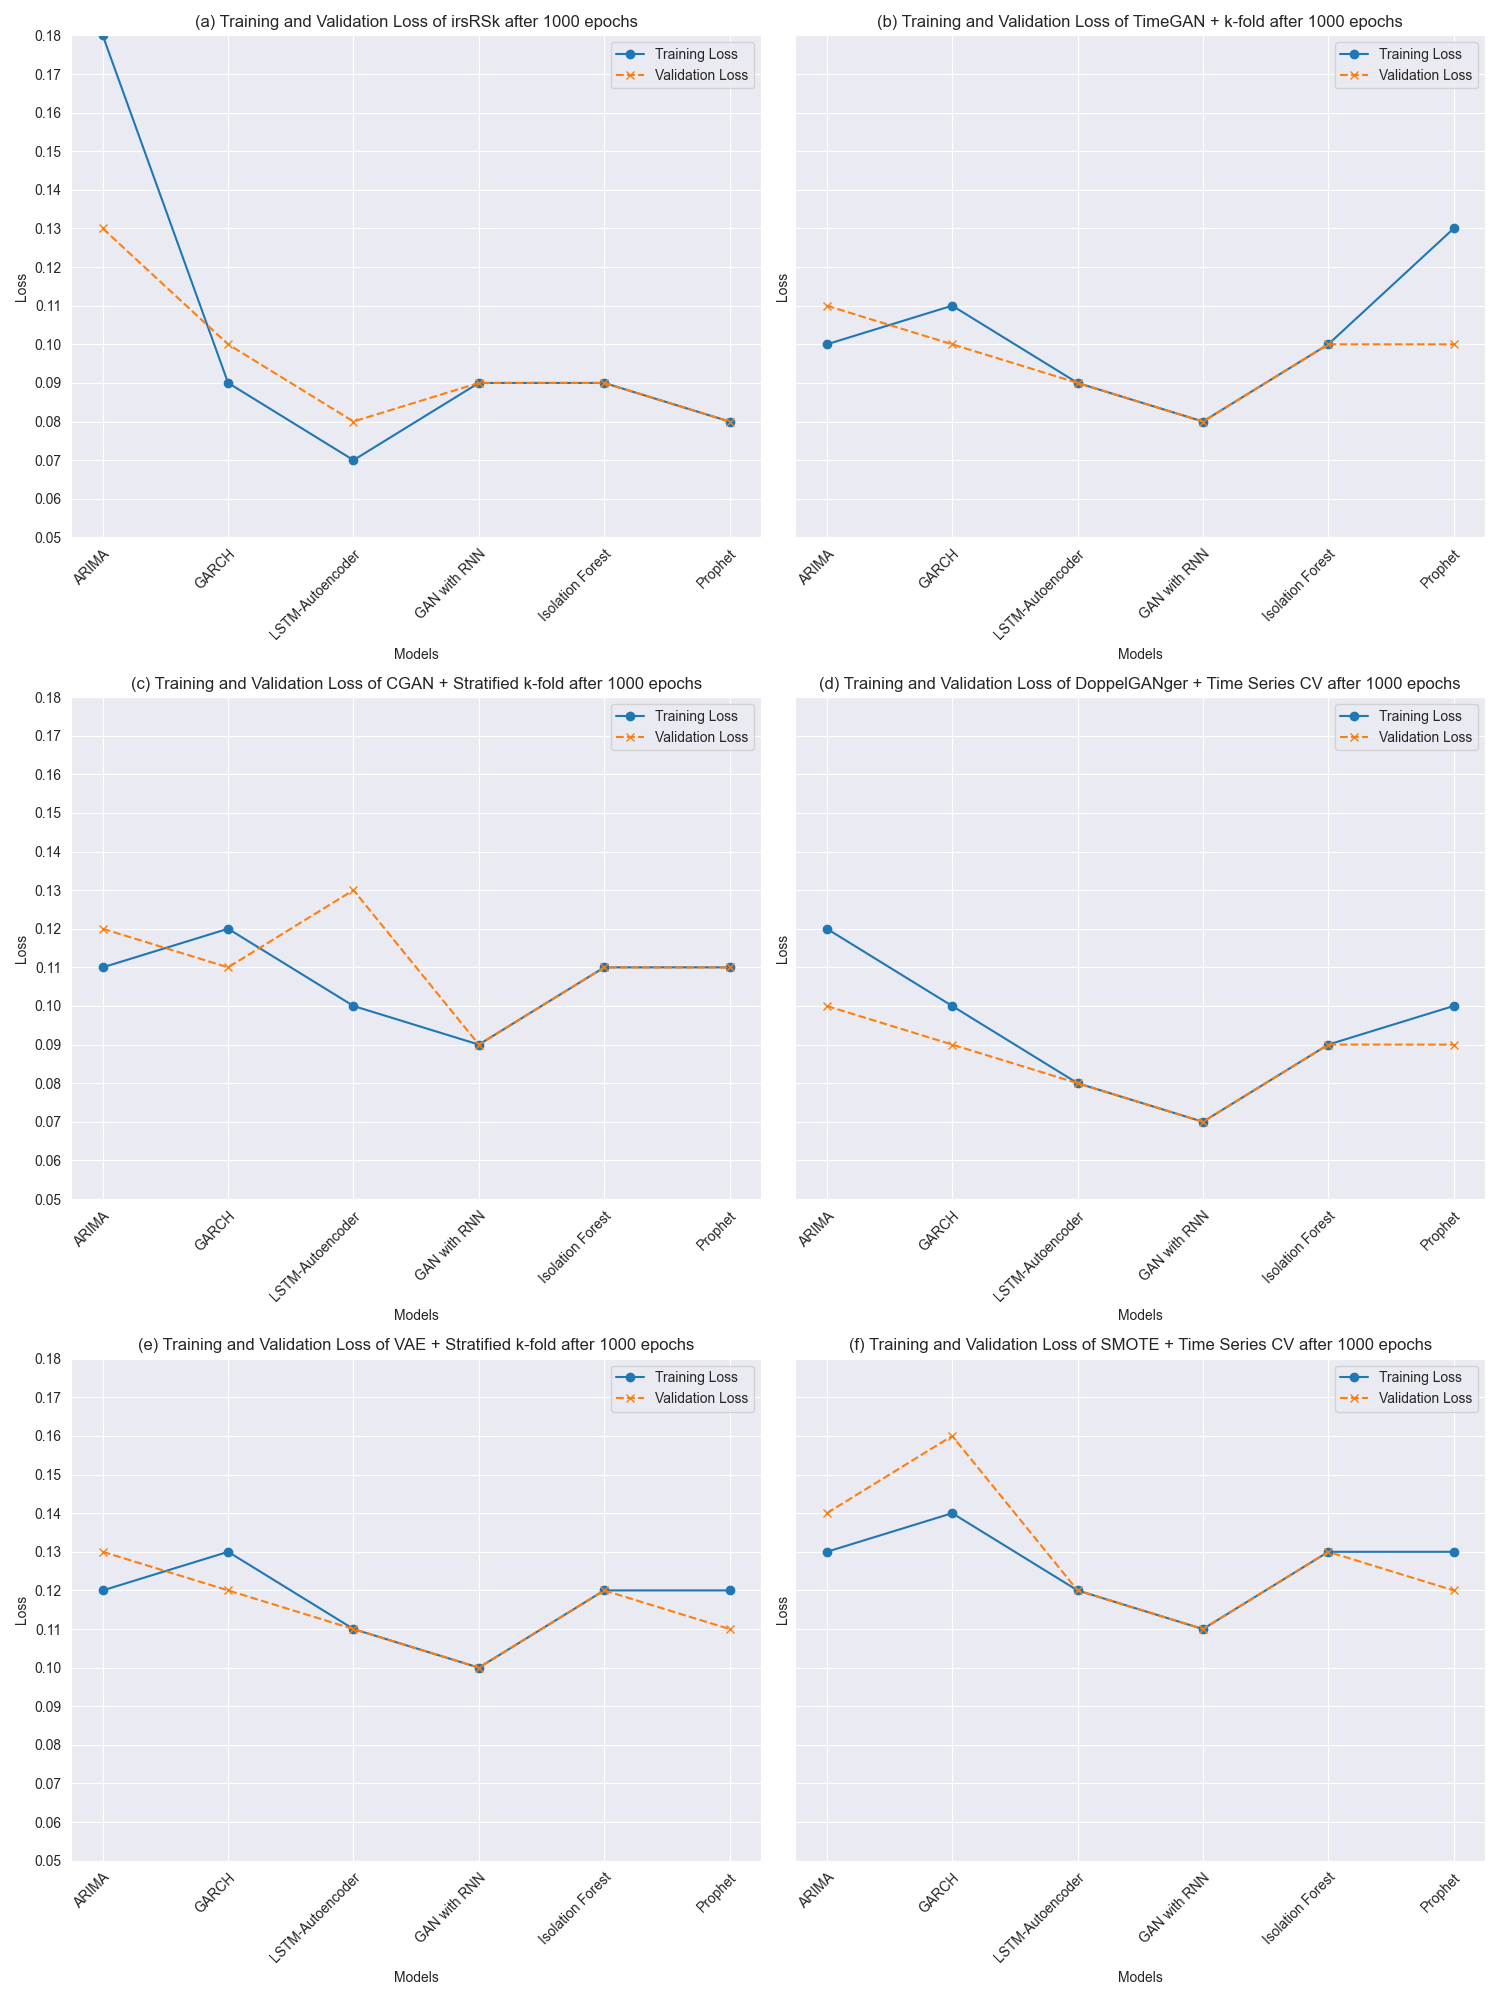 (a) Training and Validation Loss of irsRSk after 1000 epochs
Training Loss
Validation Loss
0.18
0.17
0.16
0.15
0.14
0.13
0.12
0.11
0.10
0.09
0.08
0.07
0.06
0.05
Loss
ARIMA
GARCH
LSTM-Autoencoder
GAN with RNN
Isolation Forest
Prophet
Models
(b) Training and Validation Loss of TimeGAN + k-fold after 1000 epochs
Training Loss
Validation Loss
Loss
ARIMA
GARCH
LSTM-Autoencoder
GAN with RNN
Isolation Forest
Prophet
Models
(c) Training and Validation Loss of CGAN + Stratified k-fold after 1000 epochs
Training Loss
Validation Loss
0.18
0.17
0.16
0.15
0.14
0.13
0.12
0.11
0.10
0.09
0.08
0.07
0.06
0.05
Loss
ARIMA
GARCH
LSTM-Autoencoder
GAN with RNN
Isolation Forest
Prophet
Models
(d) Training and Validation Loss of DoppelGANger + Time Series CV after 1000 epochs
Training Loss
Validation Loss
Loss
ARIMA
GARCH
LSTM-Autoencoder
GAN with RNN
Isolation Forest
Prophet
Models
(e) Training and Validation Loss of VAE + Stratified k-fold after 1000 epochs
Training Loss
Validation Loss
0.18
0.17
0.16
0.15
0.14
0.13
0.12
0.11
0.10
0.09
0.08
0.07
0.06
0.05
Loss
ARIMA
GARCH
LSTM-Autoencoder
GAN with RNN
Isolation Forest
Prophet
Models
(f) Training and Validation Loss of SMOTE + Time Series CV after 1000 epochs
Training Loss
Validation Loss
Loss
ARIMA
GARCH
LSTM-Autoencoder
GAN with RNN
Isolation Forest
Prophet
Models